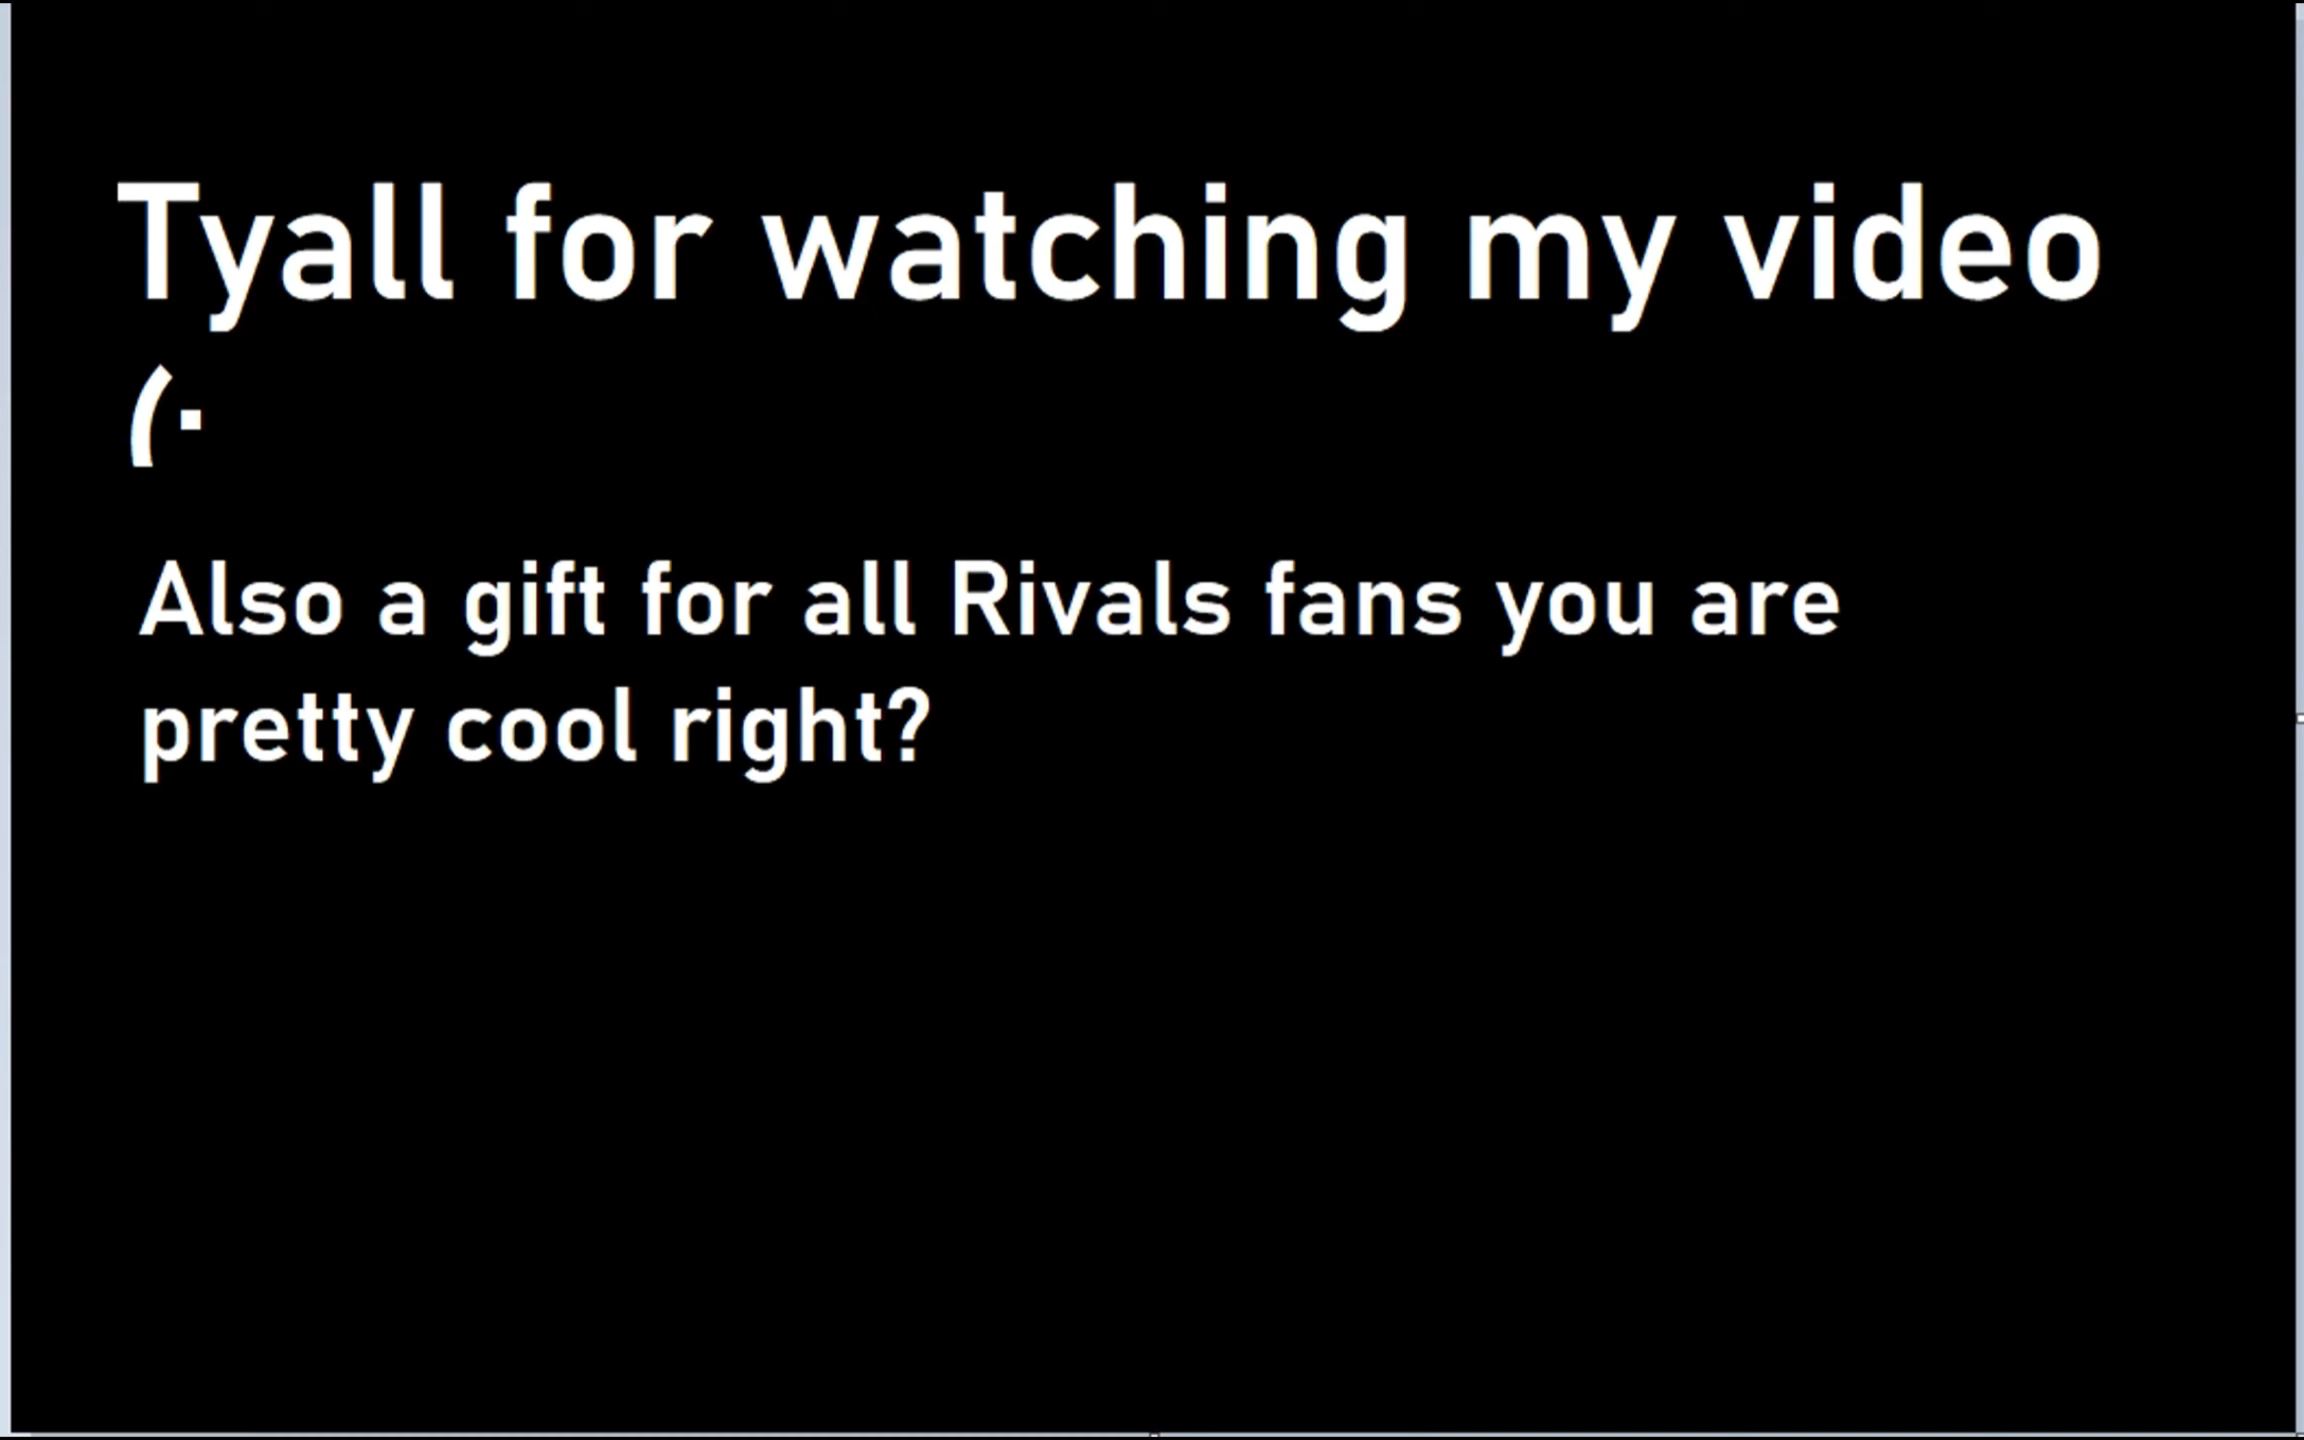 Tyall for watching my video
(·
Also a gift for all Rivals fans you are
pretty cool right?